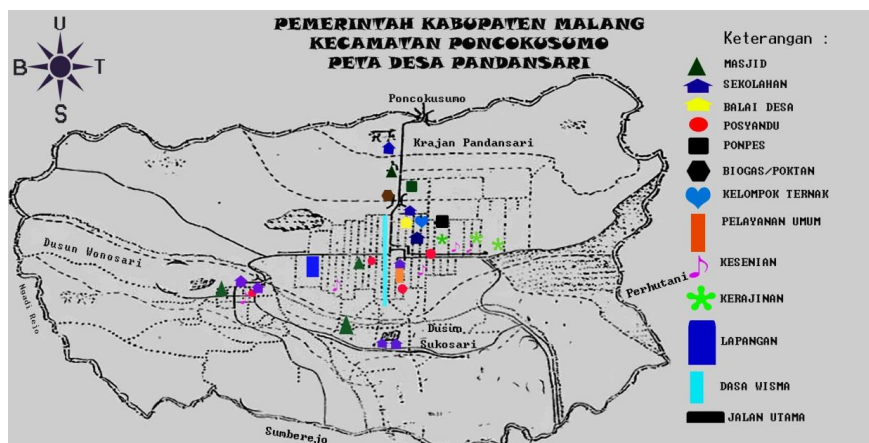 PEMERINTAH KABUPATEN MALANG
KECAMATAN PONCOKUSUMO
PETA DESA PANDANSARI
U
B
T
S
Keterangan :
MASJID
SEKOLAHAN
BALAI DESA
POSYANDU
PONPES
BIOGAS/POKTAN
KELOMPOK TERNAK
PELAYANAN UMUM
KESENIAN
KERAJINAN
LAPANGAN
DASA WISMA
JALAN UTAMA
Poncokusumo
Krajan Pandansari
Dusun Wonosari
Ngadi Rejo
Perhutani
Dusun
Sukosari
Sumberejo